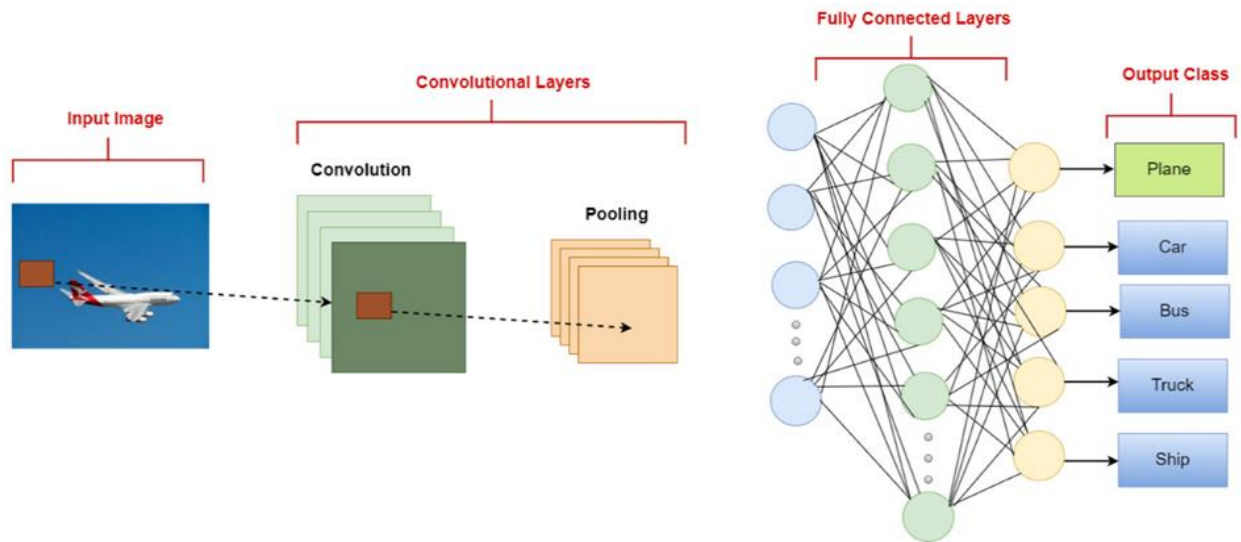 Input Image
Convolutional Layers
Convolution
Pooling
Fully Connected Layers
Output Class
Plane
Car
Bus
Truck
Ship